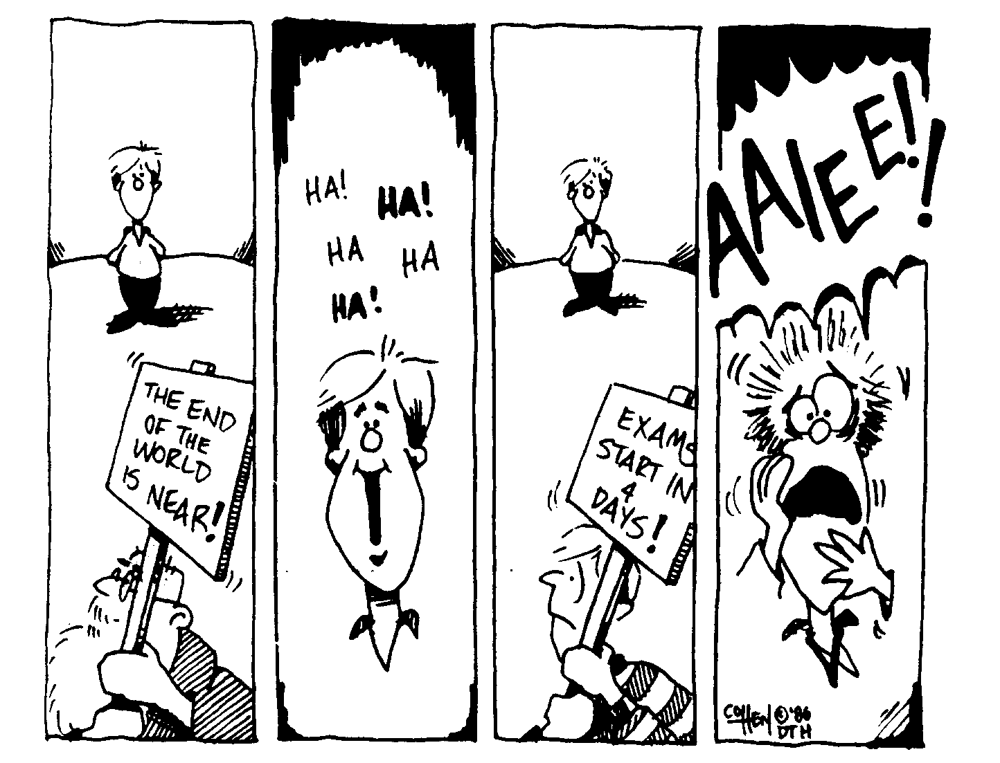 THE END
OF THE
WORLD
IS NEAR!
HA!
HA!
HA
HA
HA!
EXAMS
START IN
4
DAYS!
AAIEE!!
COHEN © '86
DTH